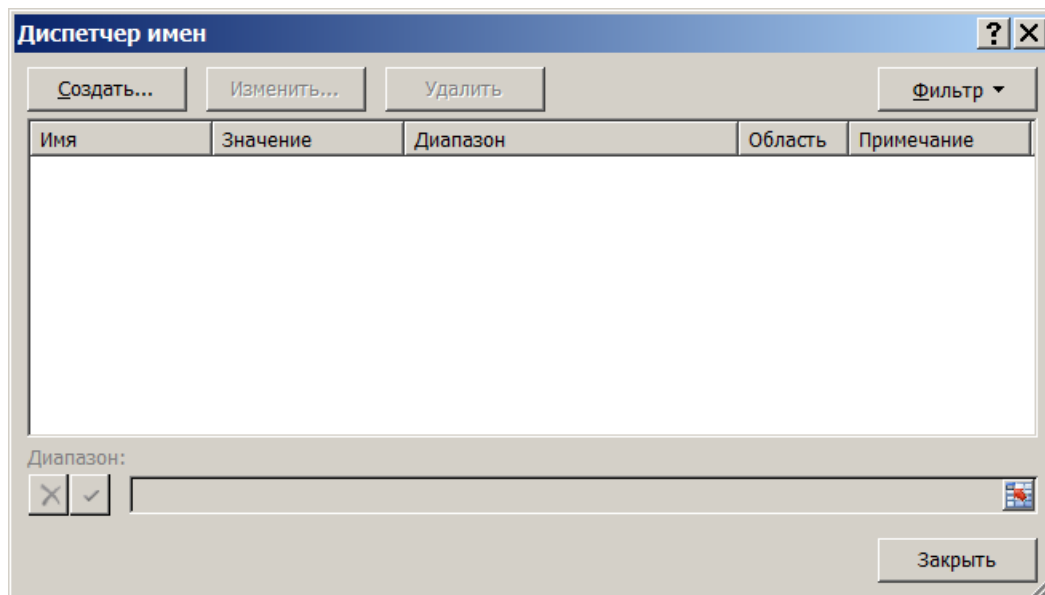 Диспетчер имен
Создать... Изменить... Удалить Фильтр
Имя Значение Диапазон Область Примечание
Диапазон:
Закрыть